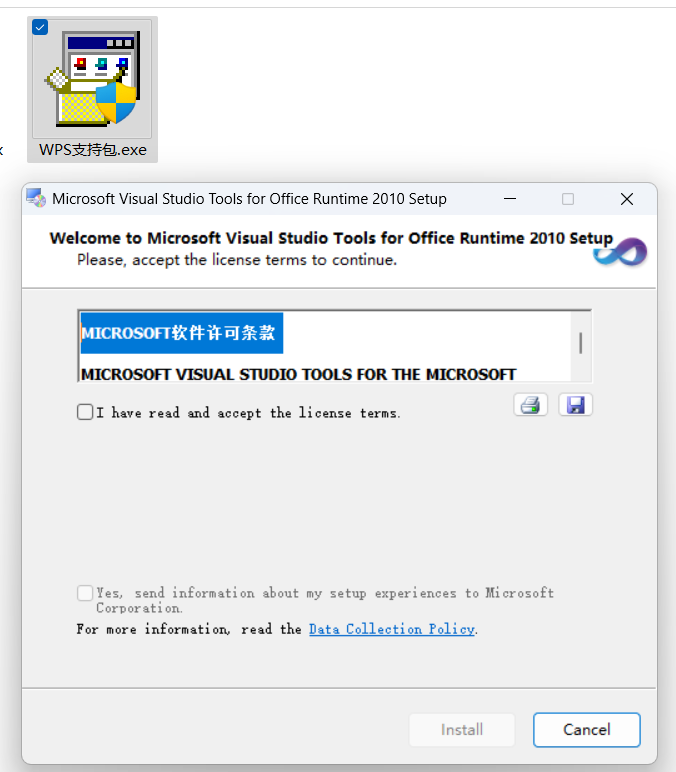 WPS支持包.exe
Microsoft Visual Studio Tools for Office Runtime 2010 Setup
Welcome to Microsoft Visual Studio Tools for Office Runtime 2010 Setup
Please, accept the license terms to continue.
MICROSOFT软件许可条款
MICROSOFT VISUAL STUDIO TOOLS FOR THE MICROSOFT
I have read and accept the license terms.
Yes, send information about my setup experiences to Microsoft
Corporation.
For more information, read the Data Collection Policy.
Install
Cancel